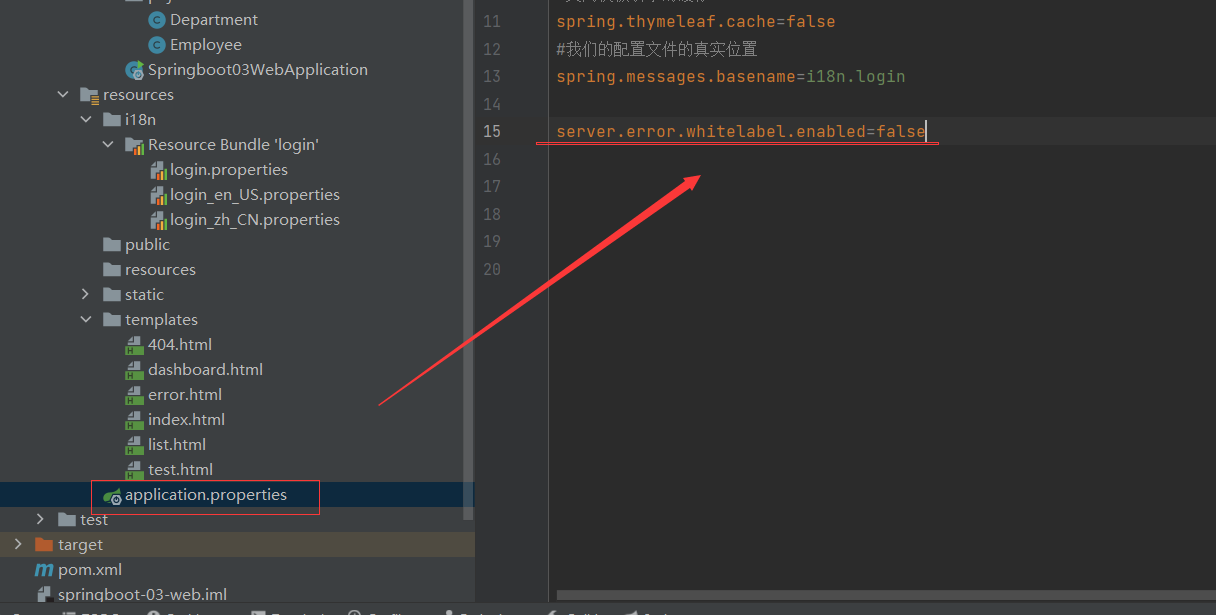 Department
Employee
Springboot03WebApplication
resources
i18n
Resource Bundle 'login'
login.properties
login_en_US.properties
login_zh_CN.properties
public
resources
static
templates
404.html
dashboard.html
error.html
index.html
list.html
test.html
application.properties
test
target
pom.xml
springboot-03-web.iml
11 spring.thymeleaf.cache=false
12 #我们的配置文件的真实位置
13 spring.messages.basename=i18n.login
14
15 server.error.whitelabel.enabled=false
16
17
18
19
20